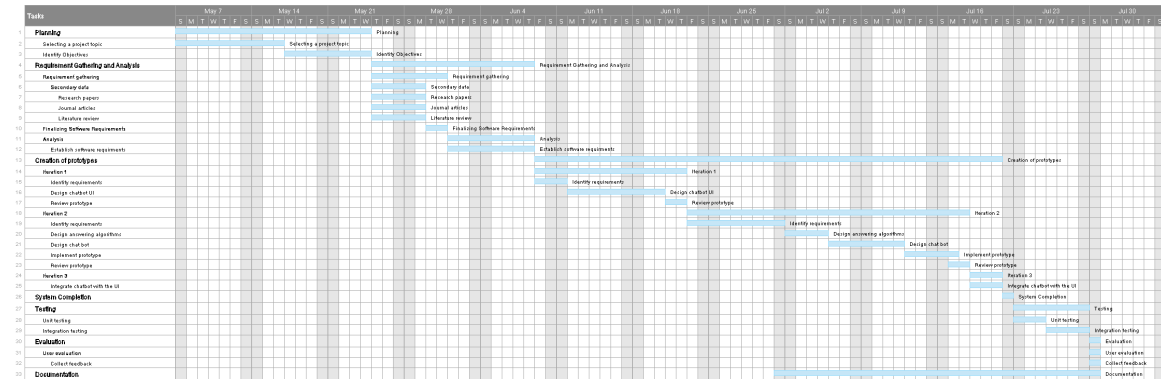 May 7 May 14 May 21 May 28 Jun 4 Jun 11 Jun 18 Jun 25 Jul 2 Jul 9 Jul 16 Jul 23 Jul 30
Tasks S M T W T F S S M T W T F S S M T W T F S S M T W T F S S M T W T F S S M T W T F S S M T W T F S S M T W T F S S M T W T F S S M T W T F S S M T W T F S S M T W T F S S M T W T F S
1 Planning Planning
2 Selecting a project topic Selecting a project topic
3 Identify Objectives Identify Objectives
4 Requirement Gathering and Analysis Requirement Gathering and Analysis
5 Requirement gathering Requirement gathering
6 Secondary data Secondary data
7 Research papers Research papers
8 Journal articles Journal articles
9 Literature review Literature review
10 Finalizing Software Requirements Finalizing Software Requirements
11 Analysis Analysis
12 Establish software requirments Establish software requirments
13 Creation of prototypes Creation of prototypes
14 Iteration 1 Iteration 1
15 Identify requirements Identify requirements
16 Design chatbot UI Design chatbot UI
17 Review prototype Review prototype
18 Iteration 2 Iteration 2
19 Identify requirements Identify requirements
20 Design answering algorithms Design answering algorithms
21 Design chat bot Design chat bot
22 Implement prototype Implement prototype
23 Review prototype Review prototype
24 Iteration 3 Iteration 3
25 Integrate chatbot with the UI Integrate chatbot with the UI
26 System Completion System Completion
27 Testing Testing
28 Unit testing Unit testing
29 Integration testing Integration testing
30 Evaluation Evaluation
31 User evaluation User evaluation
32 Collect feedback Collect feedback
33 Documentation Documentation